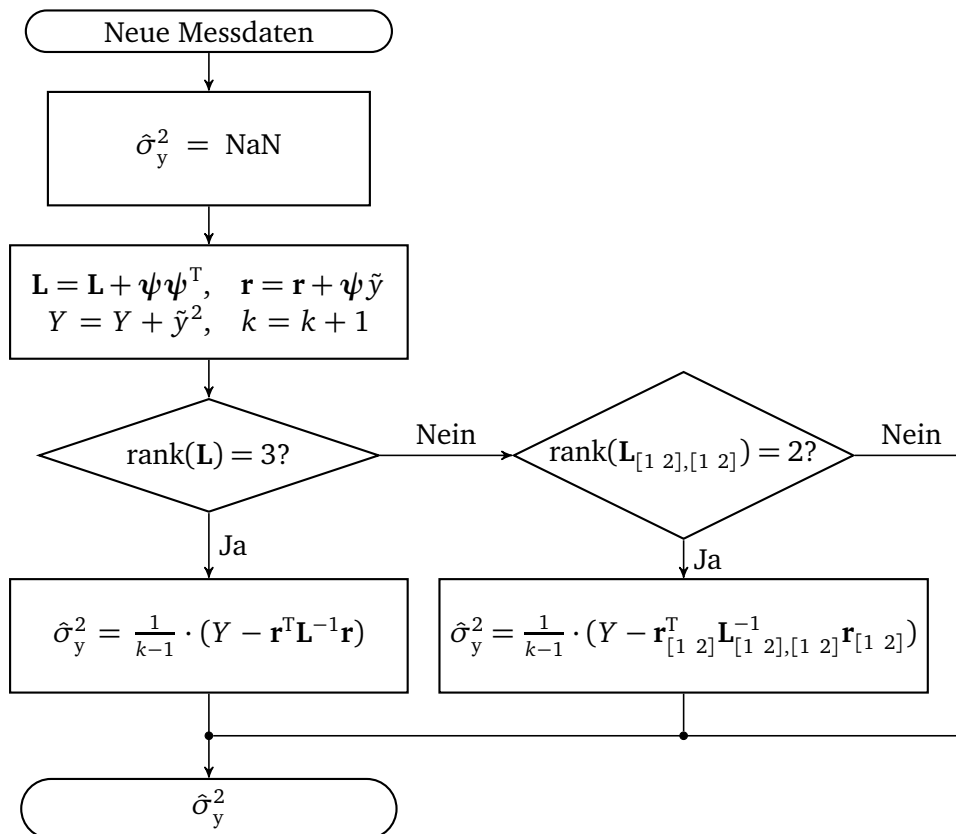 Neue Messdaten
σ̂²_y = NaN
L = L + ψψ^T, r = r + ψỹ
Y = Y + ỹ², k = k + 1
rank(L) = 3?
Nein
rank(L_[1 2],[1 2]) = 2?
Nein
Ja
Ja
σ̂²_y = 1/(k−1) · (Y − r^T L^−1 r)
σ̂²_y = 1/(k−1) · (Y − r^T_[1 2] L^−1_[1 2],[1 2] r_[1 2])
σ̂²_y